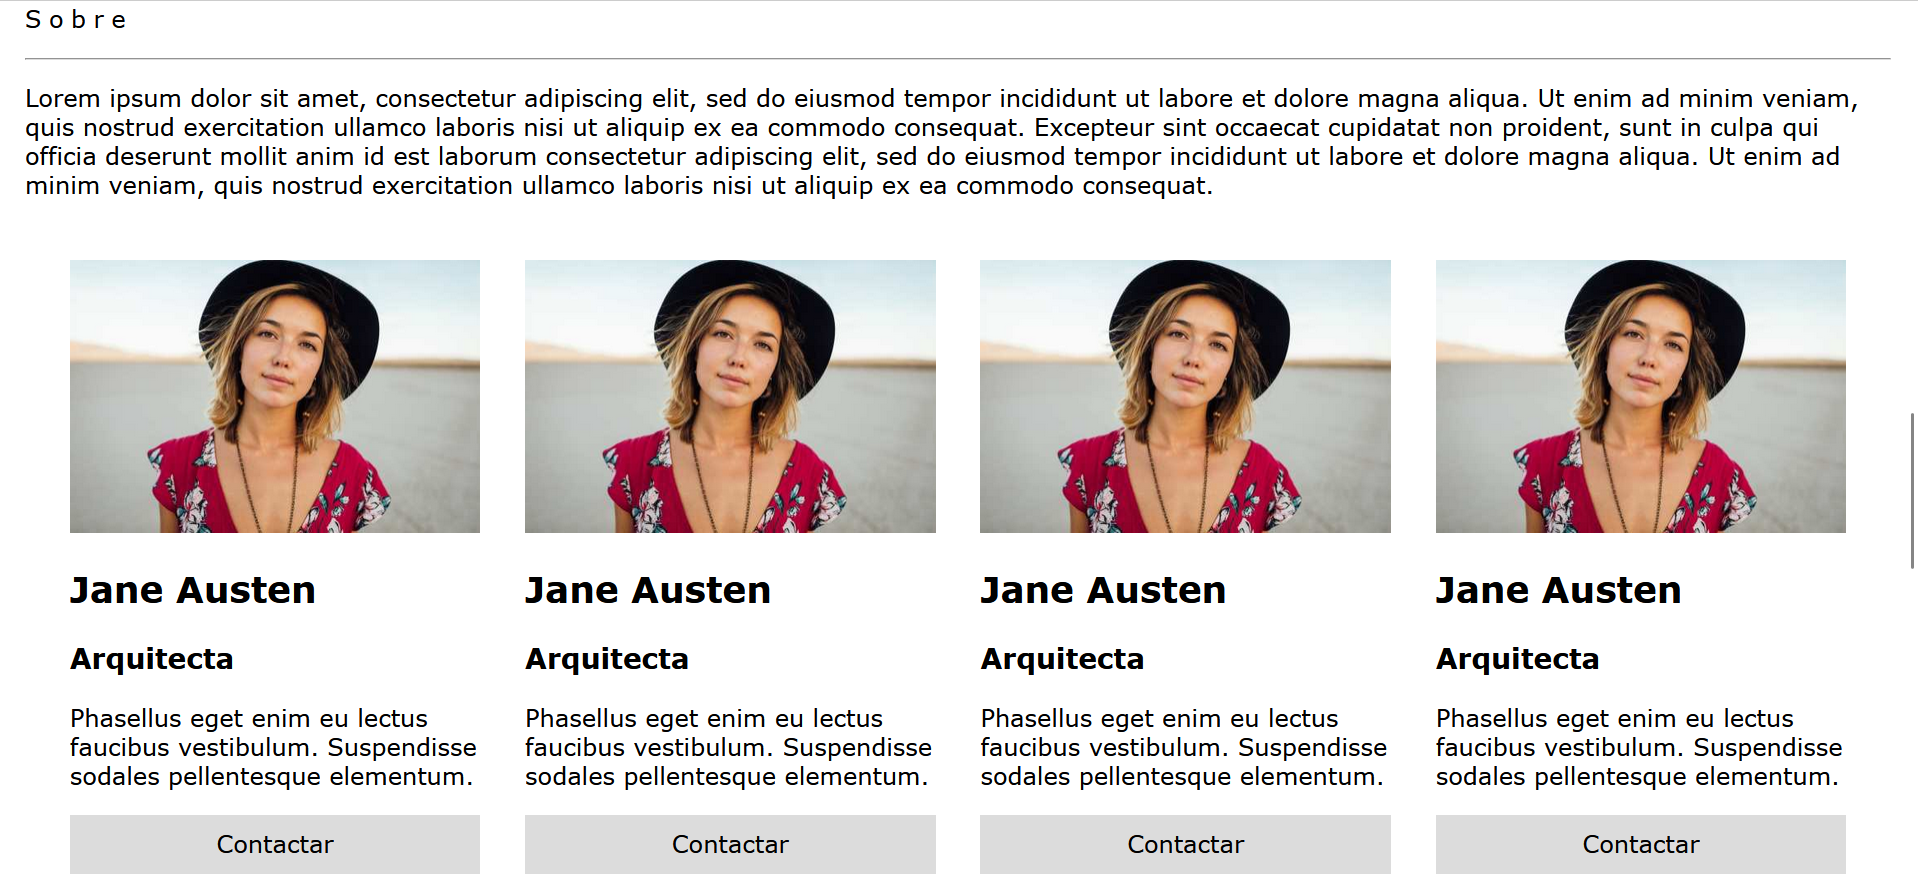 Sobre
Lorem ipsum dolor sit amet, consectetur adipiscing elit, sed do eiusmod tempor incididunt ut labore et dolore magna aliqua. Ut enim ad minim veniam,
quis nostrud exercitation ullamco laboris nisi ut aliquip ex ea commodo consequat. Excepteur sint occaecat cupidatat non proident, sunt in culpa qui
officia deserunt mollit anim id est laborum consectetur adipiscing elit, sed do eiusmod tempor incididunt ut labore et dolore magna aliqua. Ut enim ad
minim veniam, quis nostrud exercitation ullamco laboris nisi ut aliquip ex ea commodo consequat.
Jane Austen
Arquitecta
Phasellus eget enim eu lectus
faucibus vestibulum. Suspendisse
sodales pellentesque elementum.
Contactar
Jane Austen
Arquitecta
Phasellus eget enim eu lectus
faucibus vestibulum. Suspendisse
sodales pellentesque elementum.
Contactar
Jane Austen
Arquitecta
Phasellus eget enim eu lectus
faucibus vestibulum. Suspendisse
sodales pellentesque elementum.
Contactar
Jane Austen
Arquitecta
Phasellus eget enim eu lectus
faucibus vestibulum. Suspendisse
sodales pellentesque elementum.
Contactar